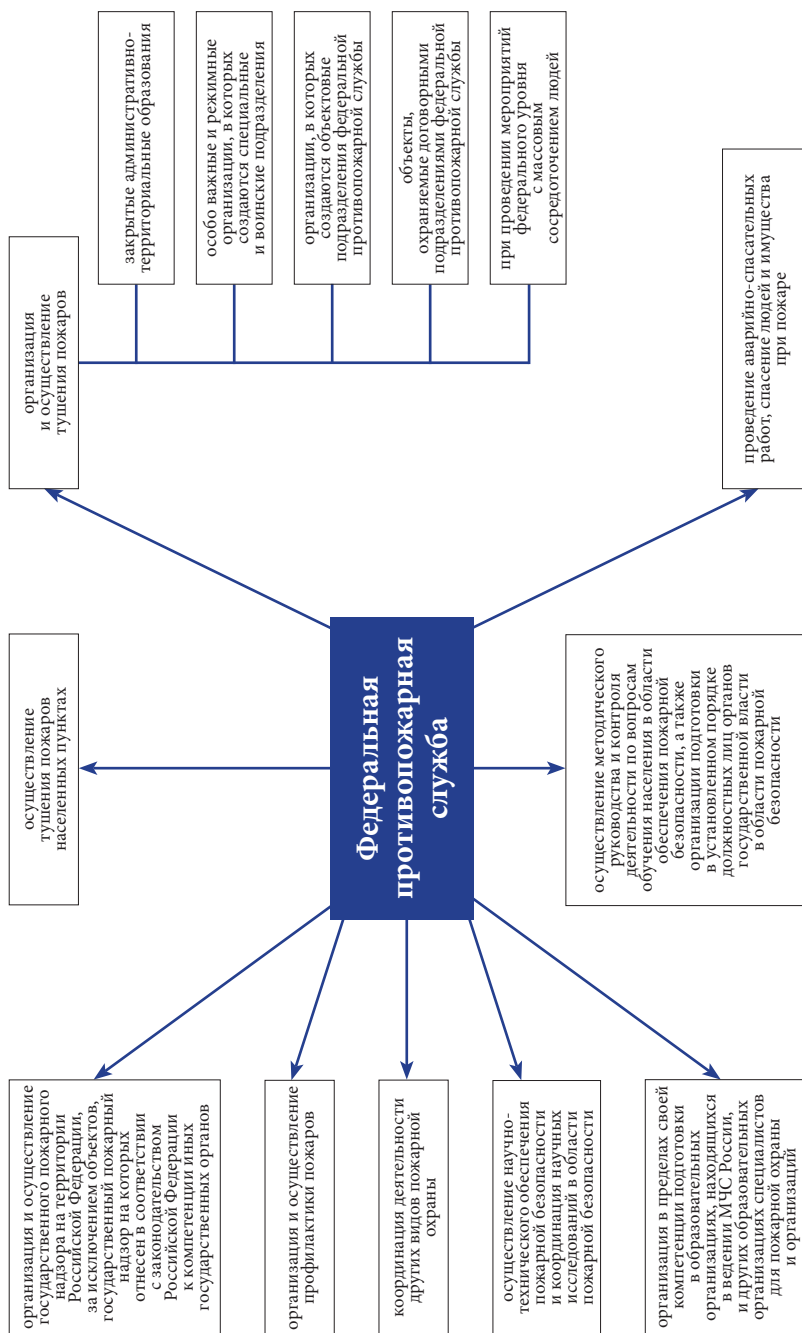 организация и осуществление
государственного пожарного
надзора на территории
Российской Федерации,
за исключением объектов,
государственный пожарный
надзор на которых
отнесен в соответствии
с законодательством
Российской Федерации
к компетенции иных
государственных органов
осуществление
тушения пожаров
населенных пунктах
организация
и осуществление
тушения пожаров
закрытые административно-
территориальные образования
особо важные и режимные
организации, в которых
создаются специальные
и воинские подразделения
организации, в которых
создаются объектовые
подразделения федеральной
противопожарной службы
объекты,
охраняемые договорными
подразделениями федеральной
противопожарной службы
при проведении мероприятий
федерального уровня
с массовым
сосредоточением людей
организация и осуществление
профилактики пожаров
Федеральная
противопожарная
служба
координация деятельности
других видов пожарной
охраны
осуществление научно-
технического обеспечения
пожарной безопасности
и координация научных
исследований в области
пожарной безопасности
организация в пределах своей
компетенции подготовки
в образовательных
организациях, находящихся
в ведении МЧС России,
и других образовательных
организациях специалистов
для пожарной охраны
и организаций
осуществление методического
руководства и контроля
деятельности по вопросам
обучения населения в области
обеспечения пожарной
безопасности, а также
организации подготовки
в установленном порядке
должностных лиц органов
государственной власти
в области пожарной
безопасности
проведение аварийно-спасательных
работ, спасение людей и имущества
при пожаре